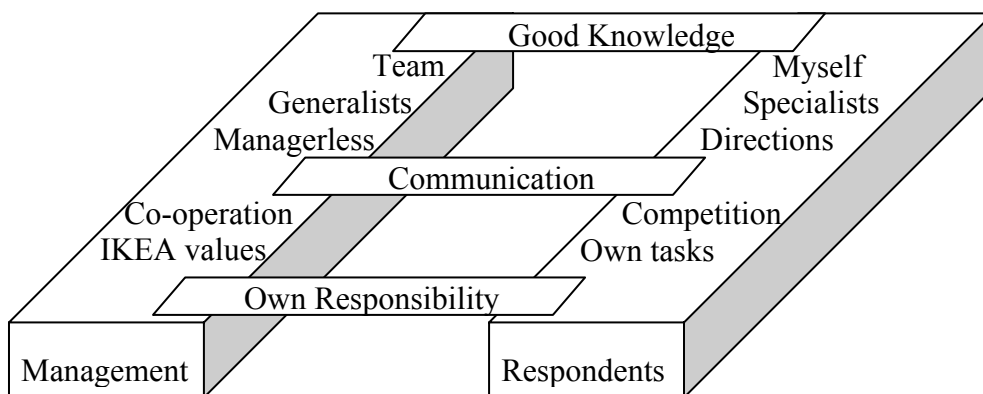 Good Knowledge
Team
Myself
Generalists
Specialists
Managerless
Directions
Communication
Co-operation
Competition
IKEA values
Own tasks
Own Responsibility
Management
Respondents